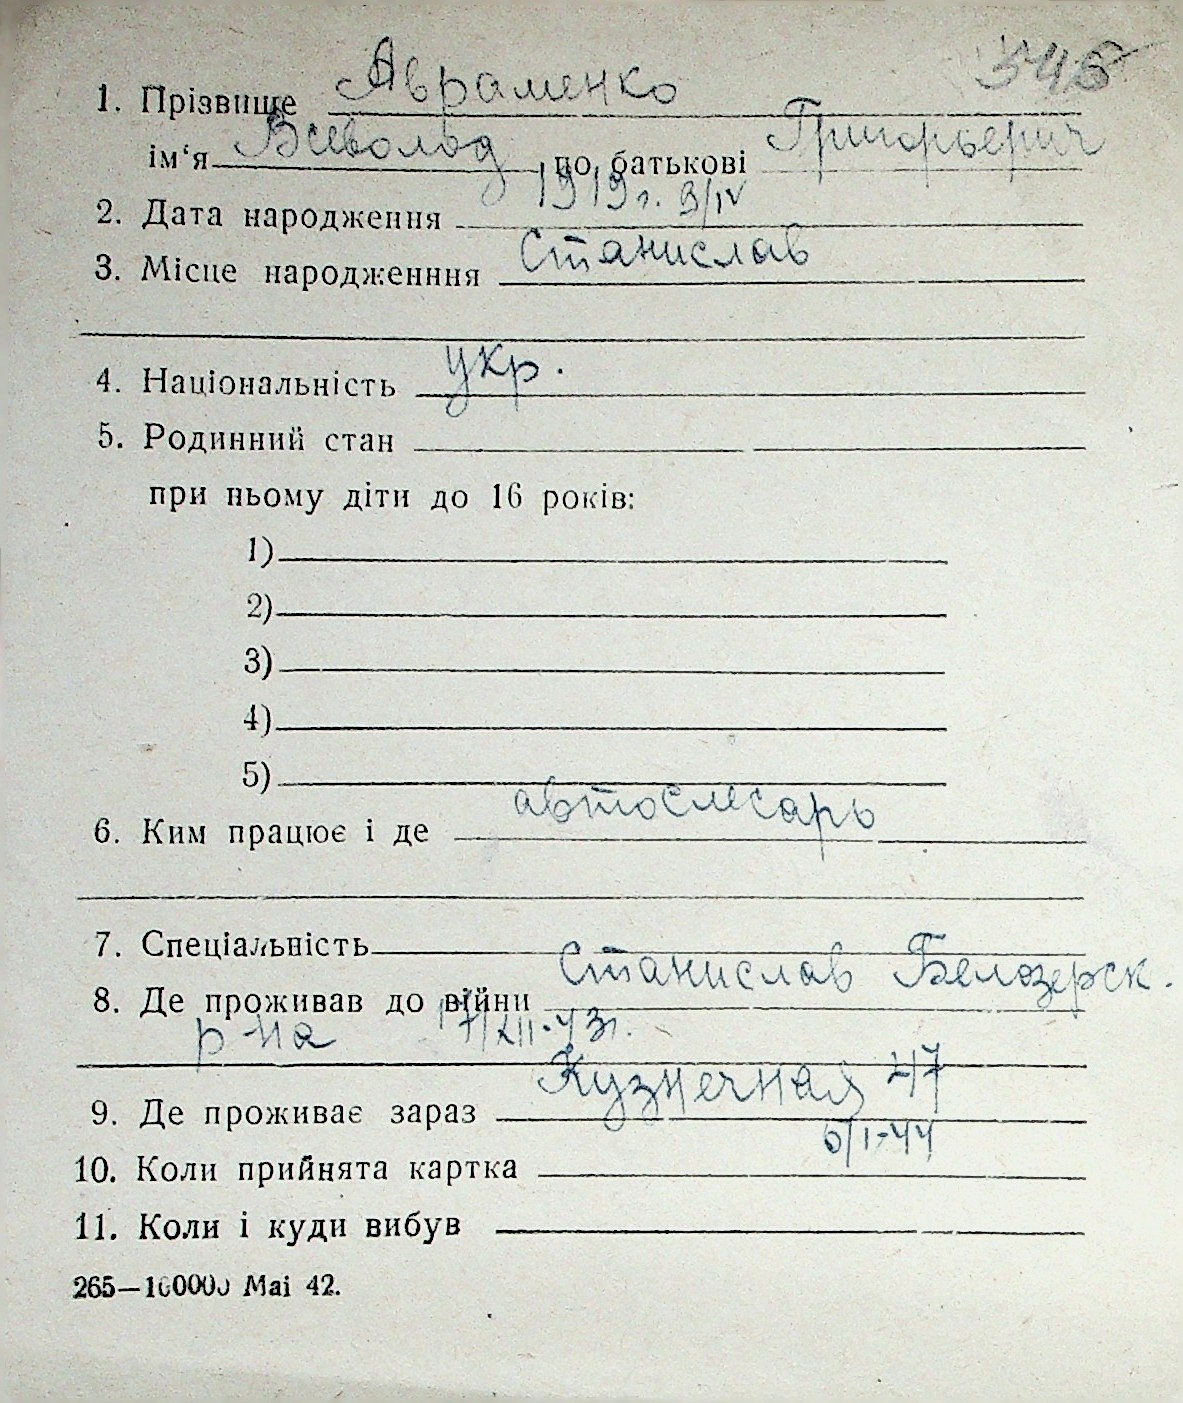 346
1. Прізвище Авраменко
ім‘я Всеволод по батькові Григорьевич
2. Дата народження 1919 г. 9/IV
3. Місце народженння Станислав
4. Національність укр.
5. Родинний стан
при ньому діти до 16 років:
1)
2)
3)
4)
5)
6. Ким працює і де автослесарь
7. Спеціальність
8. Де проживав до війни Станислав Белозерск.
р-на 17/XII-43г.
9. Де проживає зараз Кузнечная 47
10. Коли прийнята картка 6/I-44
11. Коли і куди вибув
265—100000 Mai 42.